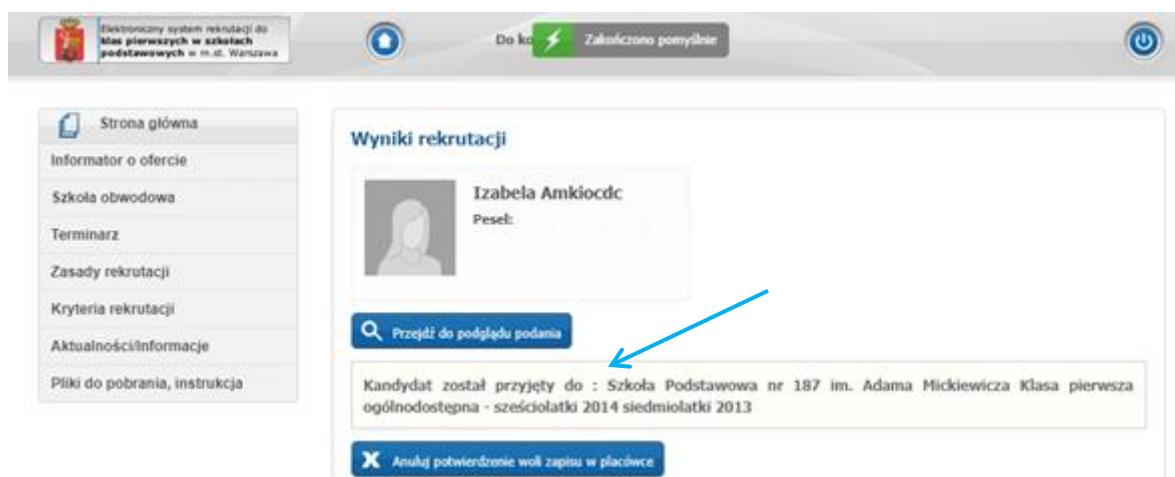 Elektroniczny system rekrutacji do
klas pierwszych w szkołach
podstawowych w m.st. Warszawa
Do ko
Zakończono pomyślnie
Strona główna
Informator o ofercie
Szkoła obwodowa
Terminarz
Zasady rekrutacji
Kryteria rekrutacji
Aktualności/Informacje
Pliki do pobrania, instrukcja
Wyniki rekrutacji
Izabela Amkiocdc
Pesel:
Przejdź do podglądu podania
Kandydat został przyjęty do : Szkoła Podstawowa nr 187 im. Adama Mickiewicza Klasa pierwsza
ogólnodostępna - sześciolatki 2014 siedmiolatki 2013
Anuluj potwierdzenie woli zapisu w placówce